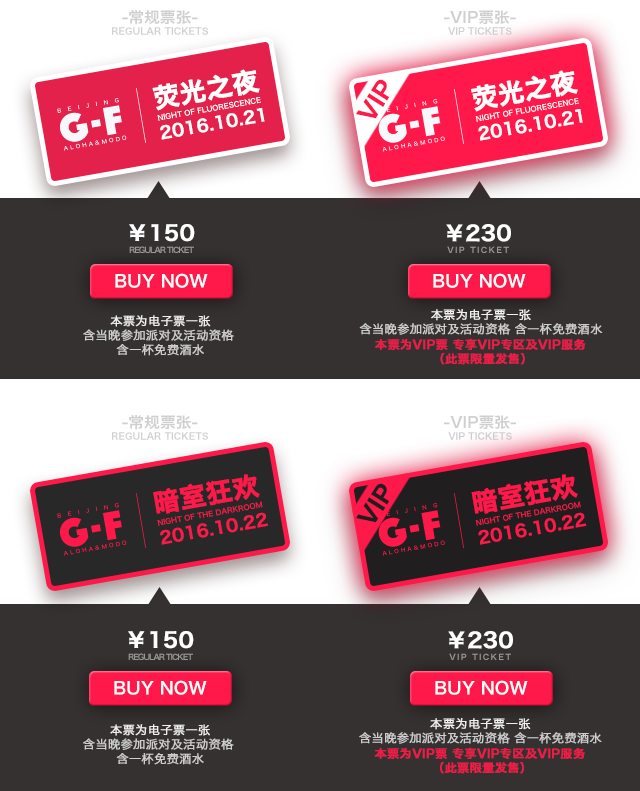 -常规票张-
REGULAR TICKETS
BEIJING
G-F
ALOHA&MODO
荧光之夜
NIGHT OF FLUORESCENCE
2016.10.21
¥150
REGULAR TICKET
BUY NOW
本票为电子票一张
含当晚参加派对及活动资格
含一杯免费酒水
-VIP票张-
VIP TICKETS
VIP
BEIJING
G-F
ALOHA&MODO
荧光之夜
NIGHT OF FLUORESCENCE
2016.10.21
¥230
VIP TICKET
BUY NOW
本票为电子票一张
含当晚参加派对及活动资格 含一杯免费酒水
本票为VIP票 专享VIP专区及VIP服务
（此票限量发售）
-常规票张-
REGULAR TICKETS
BEIJING
G-F
ALOHA&MODO
暗室狂欢
NIGHT OF THE DARKROOM
2016.10.22
¥150
REGULAR TICKET
BUY NOW
本票为电子票一张
含当晚参加派对及活动资格
含一杯免费酒水
-VIP票张-
VIP TICKETS
VIP
BEIJING
G-F
ALOHA&MODO
暗室狂欢
NIGHT OF THE DARKROOM
2016.10.22
¥230
VIP TICKET
BUY NOW
本票为电子票一张
含当晚参加派对及活动资格 含一杯免费酒水
本票为VIP票 专享VIP专区及VIP服务
（此票限量发售）